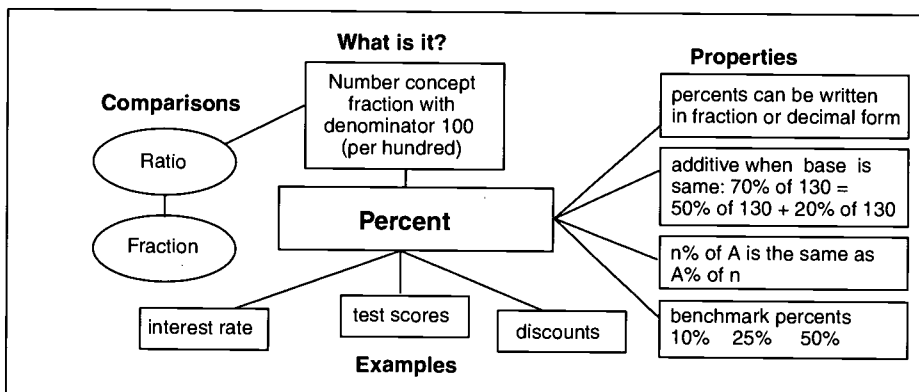 What is it?
Number concept
fraction with
denominator 100
(per hundred)
Comparisons
Ratio
Fraction
Percent
Properties
percents can be written
in fraction or decimal form
additive when base is
same: 70% of 130 =
50% of 130 + 20% of 130
n% of A is the same as
A% of n
benchmark percents
10% 25% 50%
interest rate
test scores
discounts
Examples